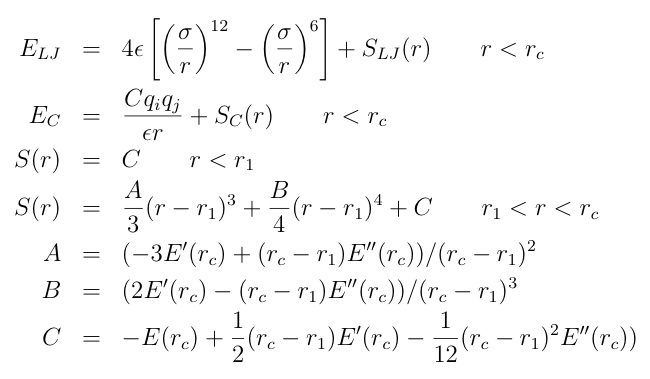 E_{LJ} = 4\epsilon \left[ \left( \frac{\sigma}{r} \right)^{12} - \left( \frac{\sigma}{r} \right)^{6} \right] + S_{LJ}(r) \qquad r < r_c
E_C = \frac{C q_i q_j}{\epsilon r} + S_C(r) \qquad r < r_c
S(r) = C \qquad r < r_1
S(r) = \frac{A}{3}(r - r_1)^3 + \frac{B}{4}(r - r_1)^4 + C \qquad r_1 < r < r_c
A = (-3E'(r_c) + (r_c - r_1)E''(r_c))/(r_c - r_1)^2
B = (2E'(r_c) - (r_c - r_1)E''(r_c))/(r_c - r_1)^3
C = -E(r_c) + \frac{1}{2}(r_c - r_1)E'(r_c) - \frac{1}{12}(r_c - r_1)^2E''(r_c))